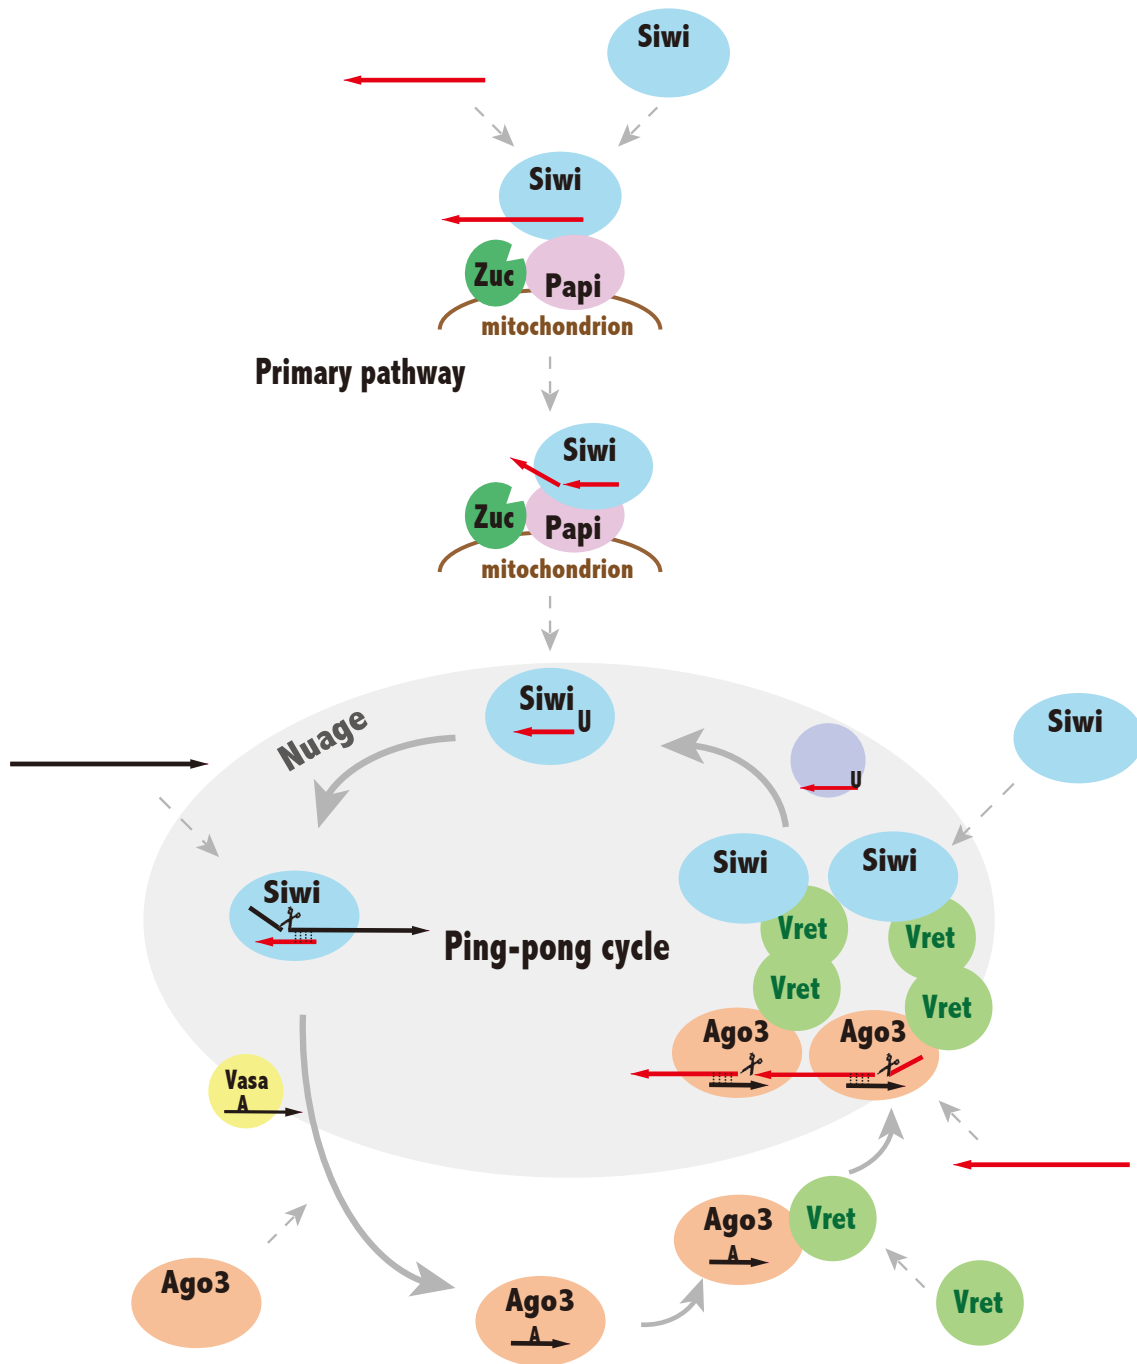 Siwi
Siwi
Zuc
Papi
mitochondrion
Primary pathway
Siwi
Zuc
Papi
mitochondrion
Siwi
U
Nuage
Siwi
U
Siwi
Siwi
Siwi
Vret
Vret
Ping-pong cycle
Vret
Vret
Ago3
Ago3
Vasa
A
Ago3
A
Vret
Ago3
Ago3
A
Vret